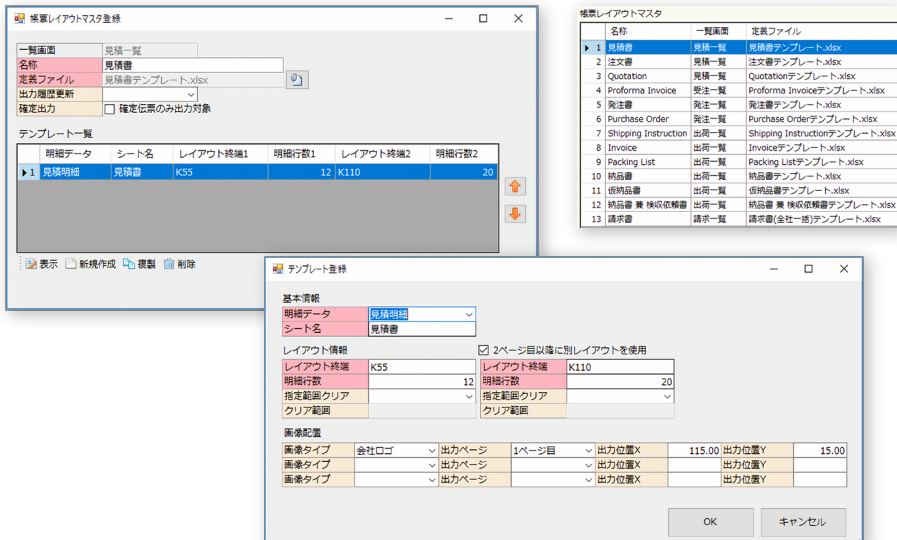 帳票レイアウトマスタ登録
一覧画面 見積一覧
名称 見積書
定義ファイル 見積書テンプレート.xlsx
出力履歴更新
確定出力 確定伝票のみ出力対象
テンプレート一覧
明細データ シート名 レイアウト終端1 明細行数1 レイアウト終端2 明細行数2
1 見積明細 見積書 K55 12 K110 20
表示 新規作成 複製 削除
帳票レイアウトマスタ
名称 一覧画面 定義ファイル
1 見積書 見積一覧 見積書テンプレート.xlsx
2 注文書 見積一覧 注文書テンプレート.xlsx
3 Quotation 見積一覧 Quotationテンプレート.xlsx
4 Proforma Invoice 受注一覧 Proforma Invoiceテンプレート.xlsx
5 発注書 発注一覧 発注書テンプレート.xlsx
6 Purchase Order 発注一覧 Purchase Orderテンプレート.xlsx
7 Shipping Instruction 出荷一覧 Shipping Instructionテンプレート.xlsx
8 Invoice 出荷一覧 Invoiceテンプレート.xlsx
9 Packing List 出荷一覧 Packing Listテンプレート.xlsx
10 納品書 出荷一覧 納品書テンプレート.xlsx
11 仮納品書 出荷一覧 仮納品書テンプレート.xlsx
12 納品書 兼 検収依頼書 出荷一覧 納品書 兼 検収依頼書テンプレート.xlsx
13 請求書 請求一覧 請求書(全社一括)テンプレート.xlsx
テンプレート登録
基本情報
明細データ 見積明細
シート名 見積書
レイアウト情報 2ページ目以降に別レイアウトを使用
レイアウト終端 K55 レイアウト終端 K110
明細行数 12 明細行数 20
指定範囲クリア 指定範囲クリア
クリア範囲 クリア範囲
画像配置
画像タイプ 会社ロゴ 出力ページ 1ページ目 出力位置X 115.00 出力位置Y 15.00
画像タイプ 出力ページ 出力位置X 出力位置Y
画像タイプ 出力ページ 出力位置X 出力位置Y
OK キャンセル